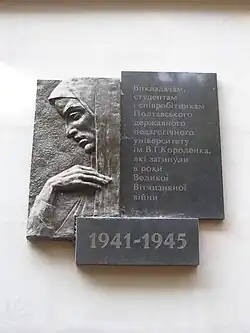 Викладачам,
студентам
і співробітникам
Полтавського
державного
педагогічного
університету
ім. В.Г. Короленка,
які загинули
в роки
Великої
Вітчизняної
війни
1941-1945